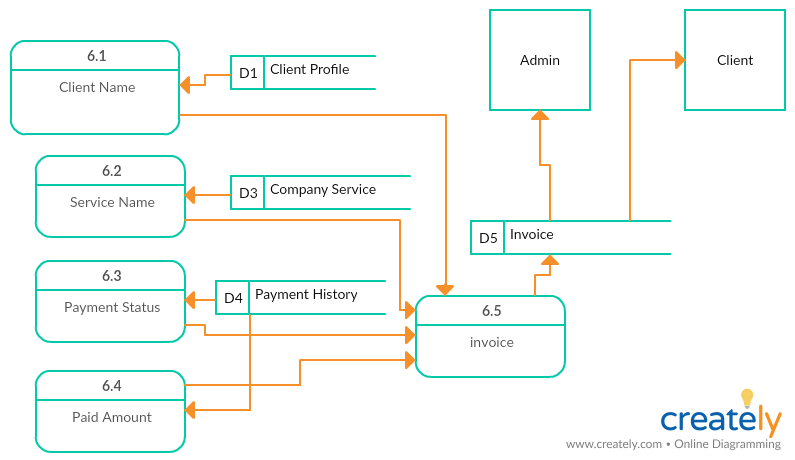 6.1
Client Name
D1 Client Profile
Admin
Client
6.2
Service Name
D3 Company Service
D5 Invoice
6.3
Payment Status
D4 Payment History
6.5
invoice
6.4
Paid Amount
creately
www.creately.com • Online Diagramming